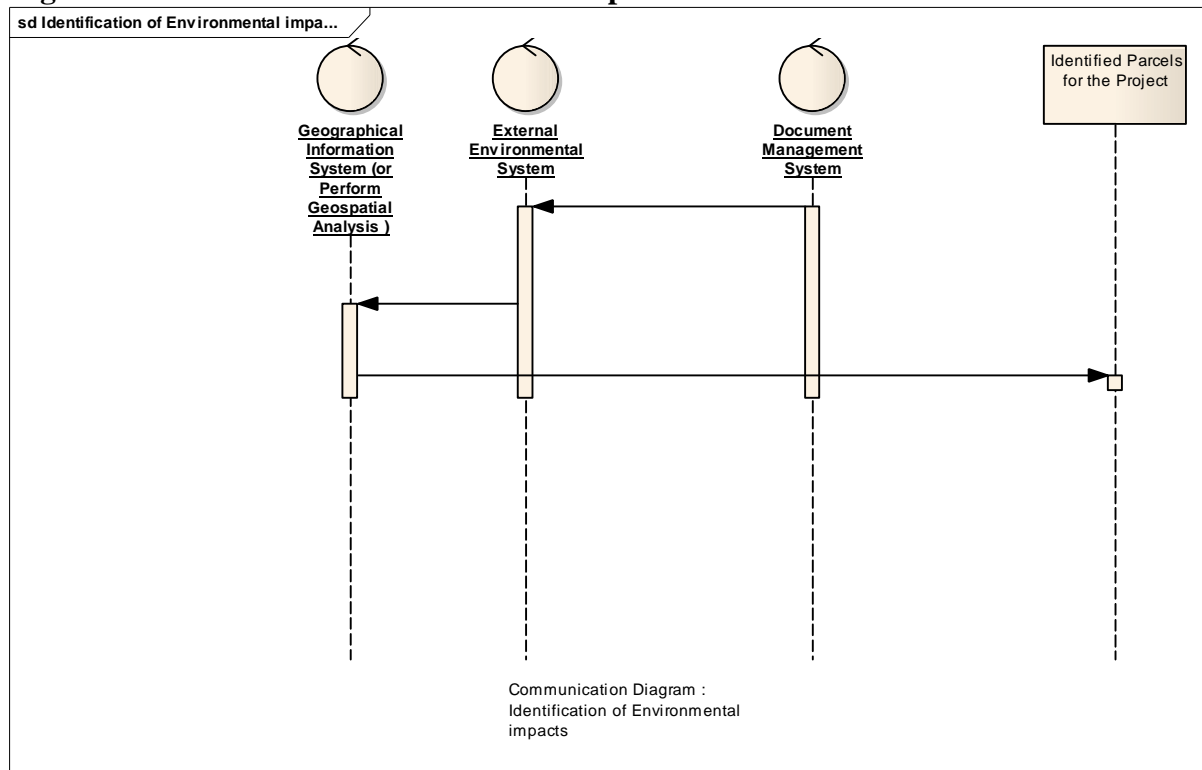 sd Identification of Environmental impa...
Geographical
Information
System (or
Perform
Geospatial
Analysis )
External
Environmental
System
Document
Management
System
Identified Parcels
for the Project
Communication Diagram :
Identification of Environmental
impacts